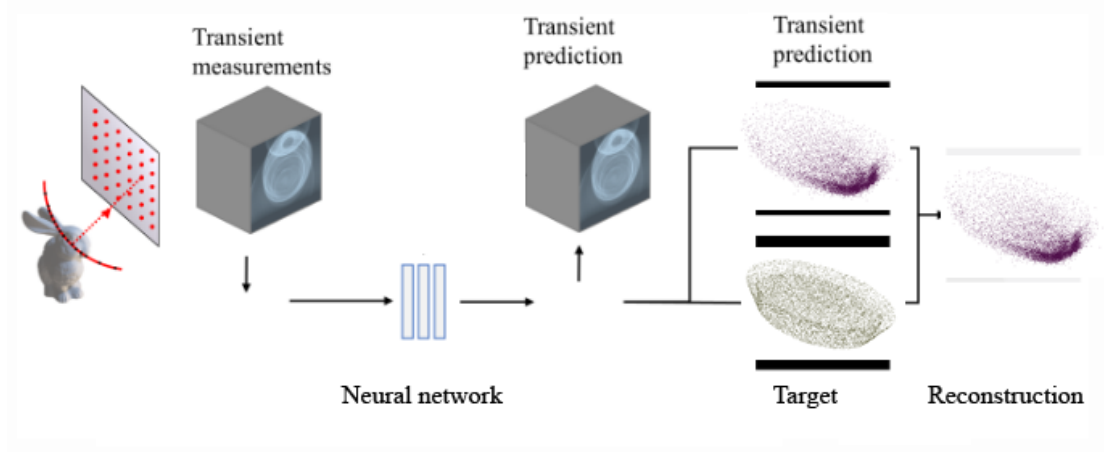 Transient
measurements
Transient
prediction
Transient
prediction
Neural network
Target
Reconstruction